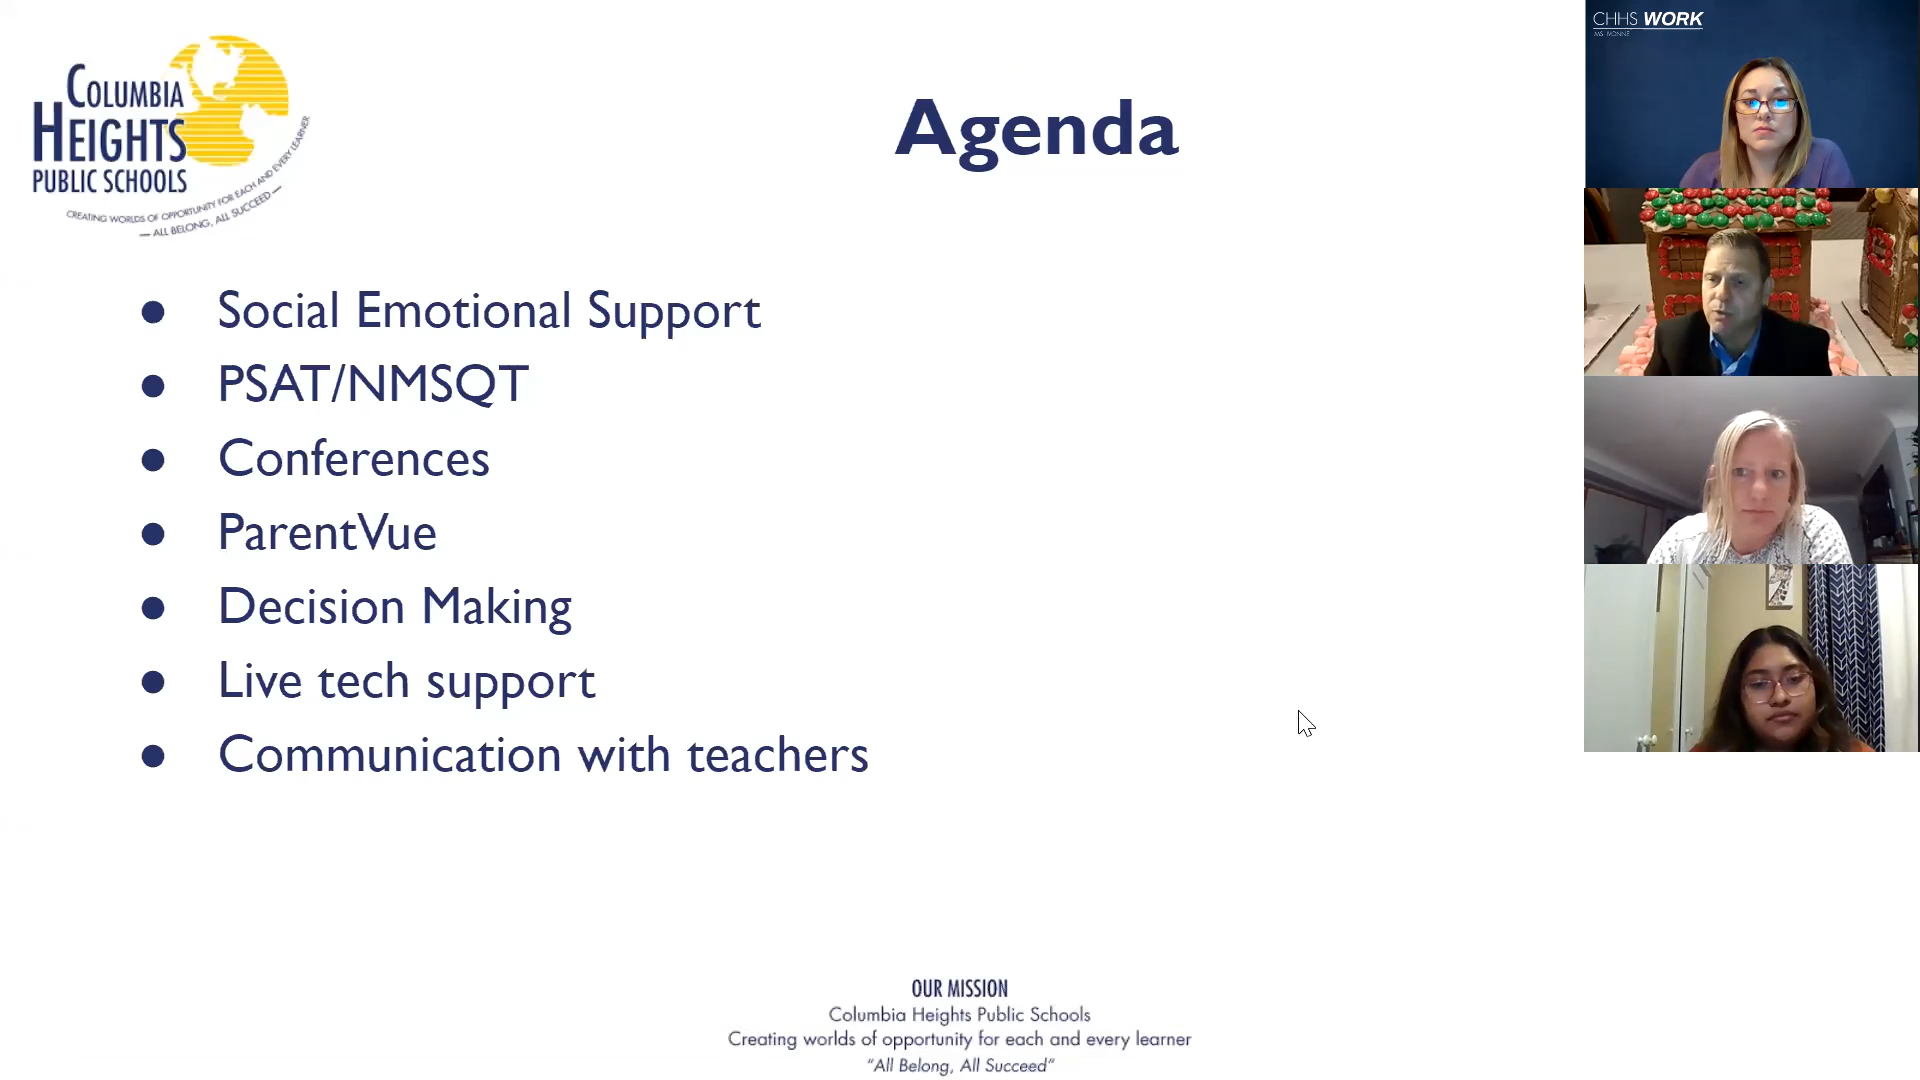 COLUMBIA
HEIGHTS
PUBLIC SCHOOLS
CREATING WORLDS OF OPPORTUNITY FOR EACH AND EVERY LEARNER
— ALL BELONG, ALL SUCCEED —
Agenda
● Social Emotional Support
● PSAT/NMSQT
● Conferences
● ParentVue
● Decision Making
● Live tech support
● Communication with teachers
OUR MISSION
Columbia Heights Public Schools
Creating worlds of opportunity for each and every learner
“All Belong, All Succeed”
CHHS WORK
MS. IVONNE